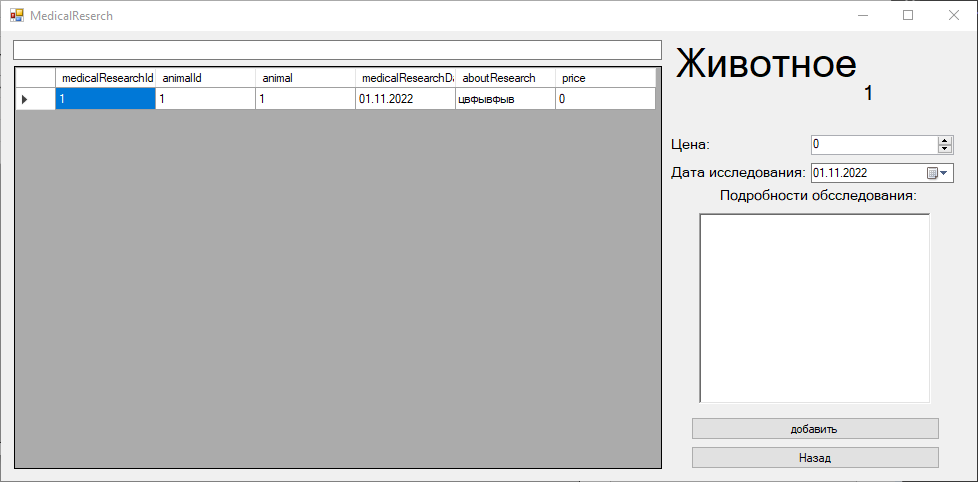 MedicalReserch
medicalResearchId animalId animal medicalResearchDa aboutResearch price
1 1 1 01.11.2022 цвфывфыв 0
Животное
1
Цена: 0
Дата исследования: 01.11.2022
Подробности обсследования:
добавить
Назад